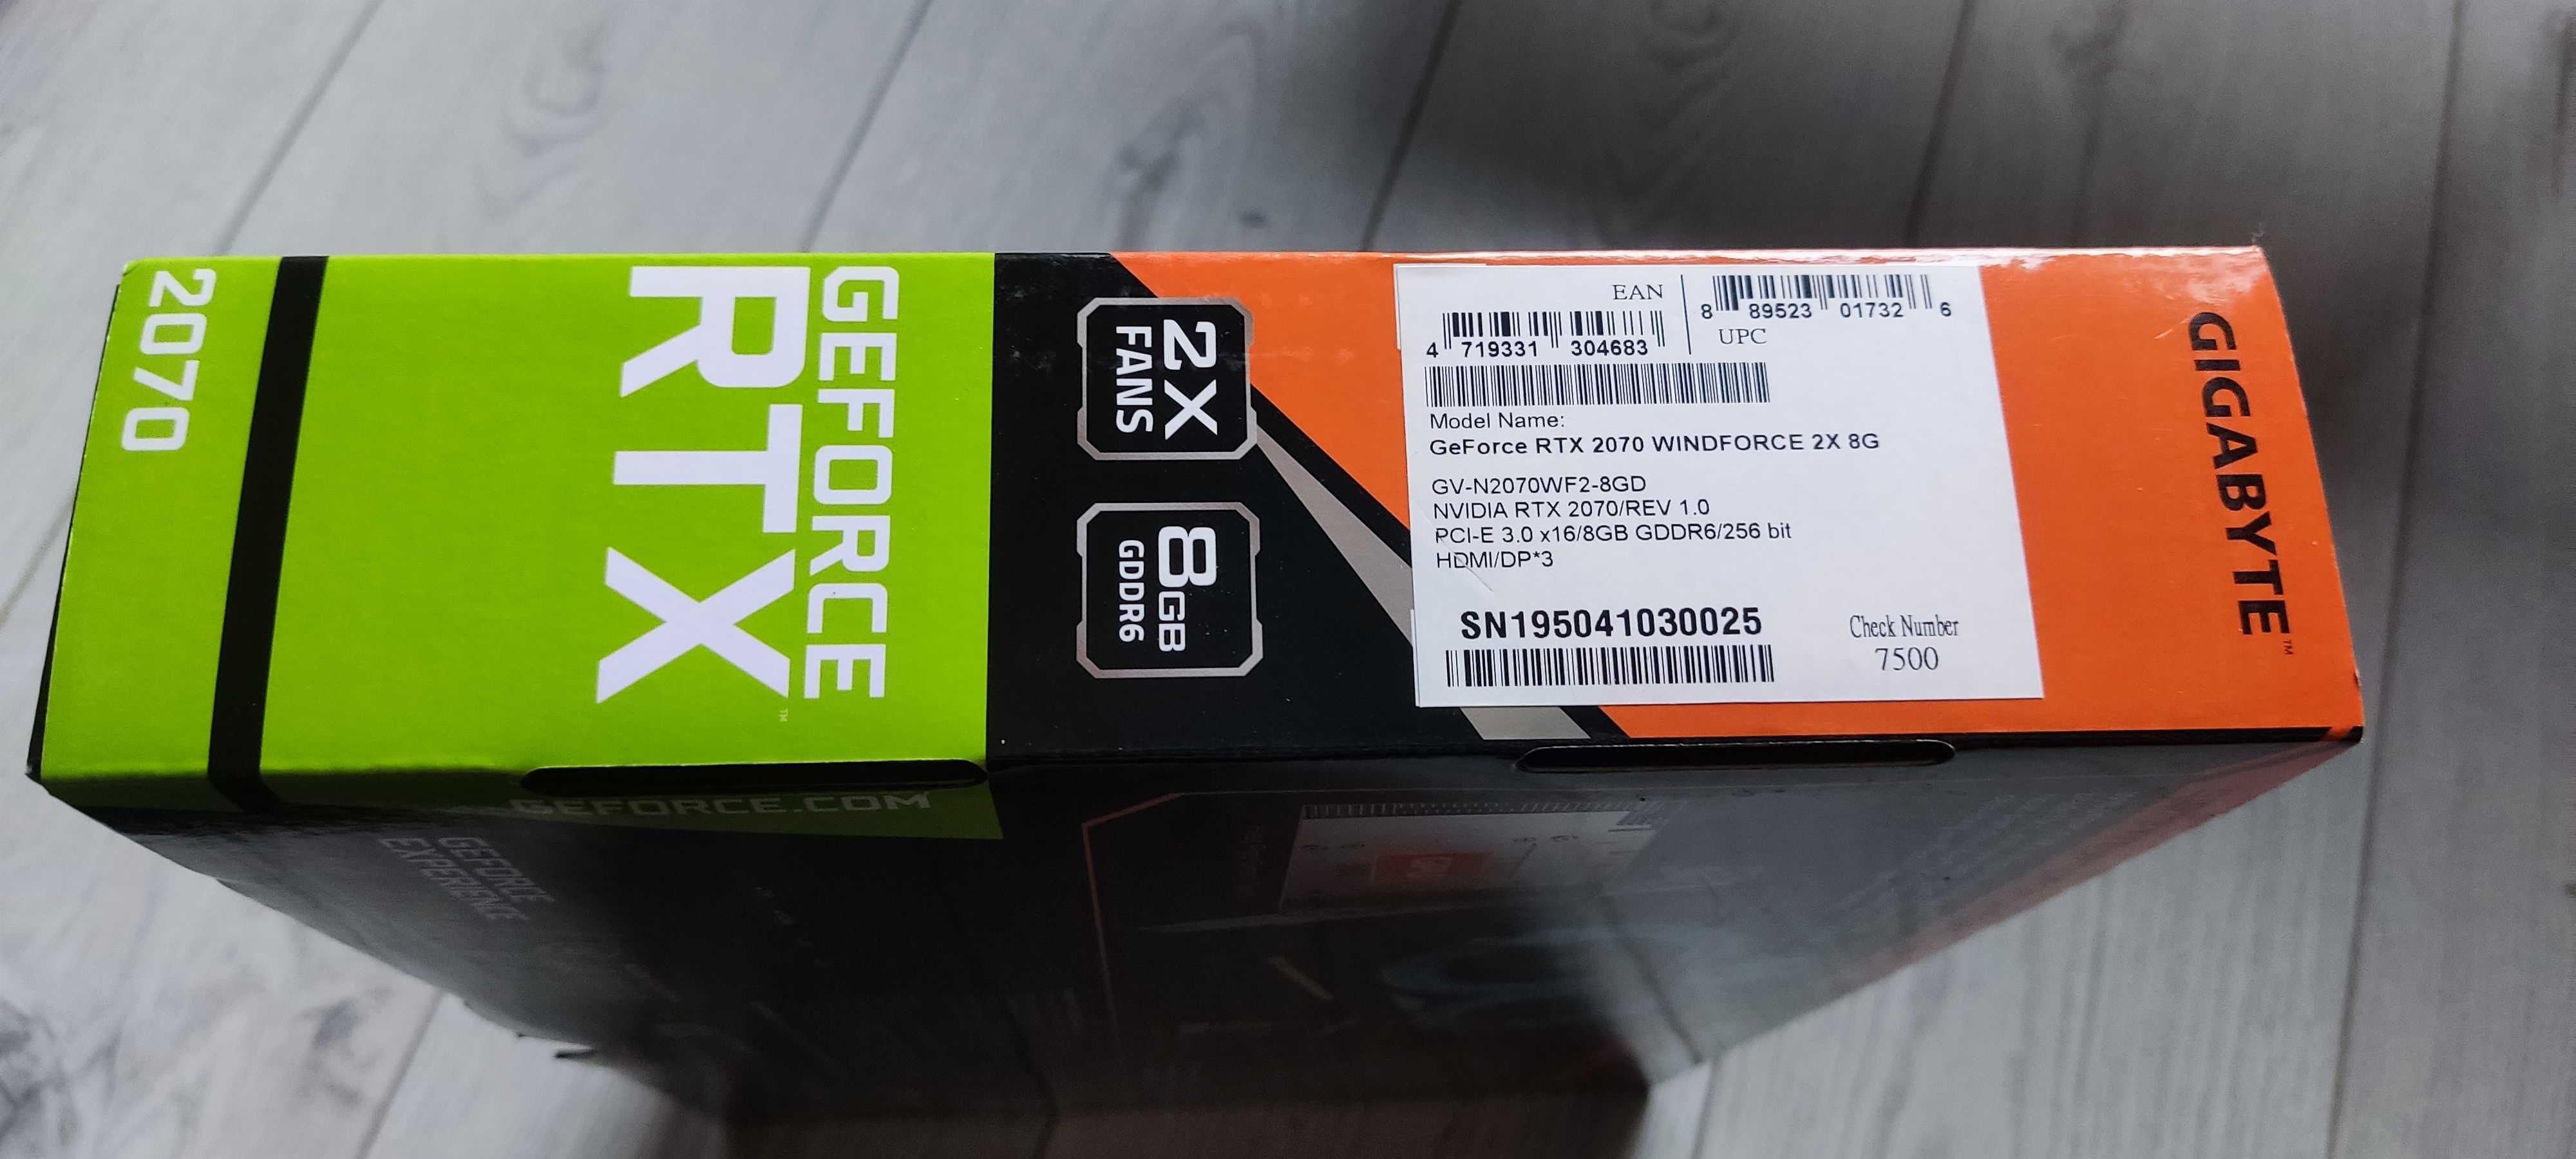 2070
GEFORCE
RTX
™
2X
FANS
8GB
GDDR6
EAN
4 719331 304683
8 89523 01732 6
UPC
Model Name:
GeForce RTX 2070 WINDFORCE 2X 8G
GV-N2070WF2-8GD
NVIDIA RTX 2070/REV 1.0
PCI-E 3.0 x16/8GB GDDR6/256 bit
HDMI/DP*3
SN195041030025
Check Number
7500
GIGABYTE™
GEFORCE.COM
GEFORCE
EXPERIENCE